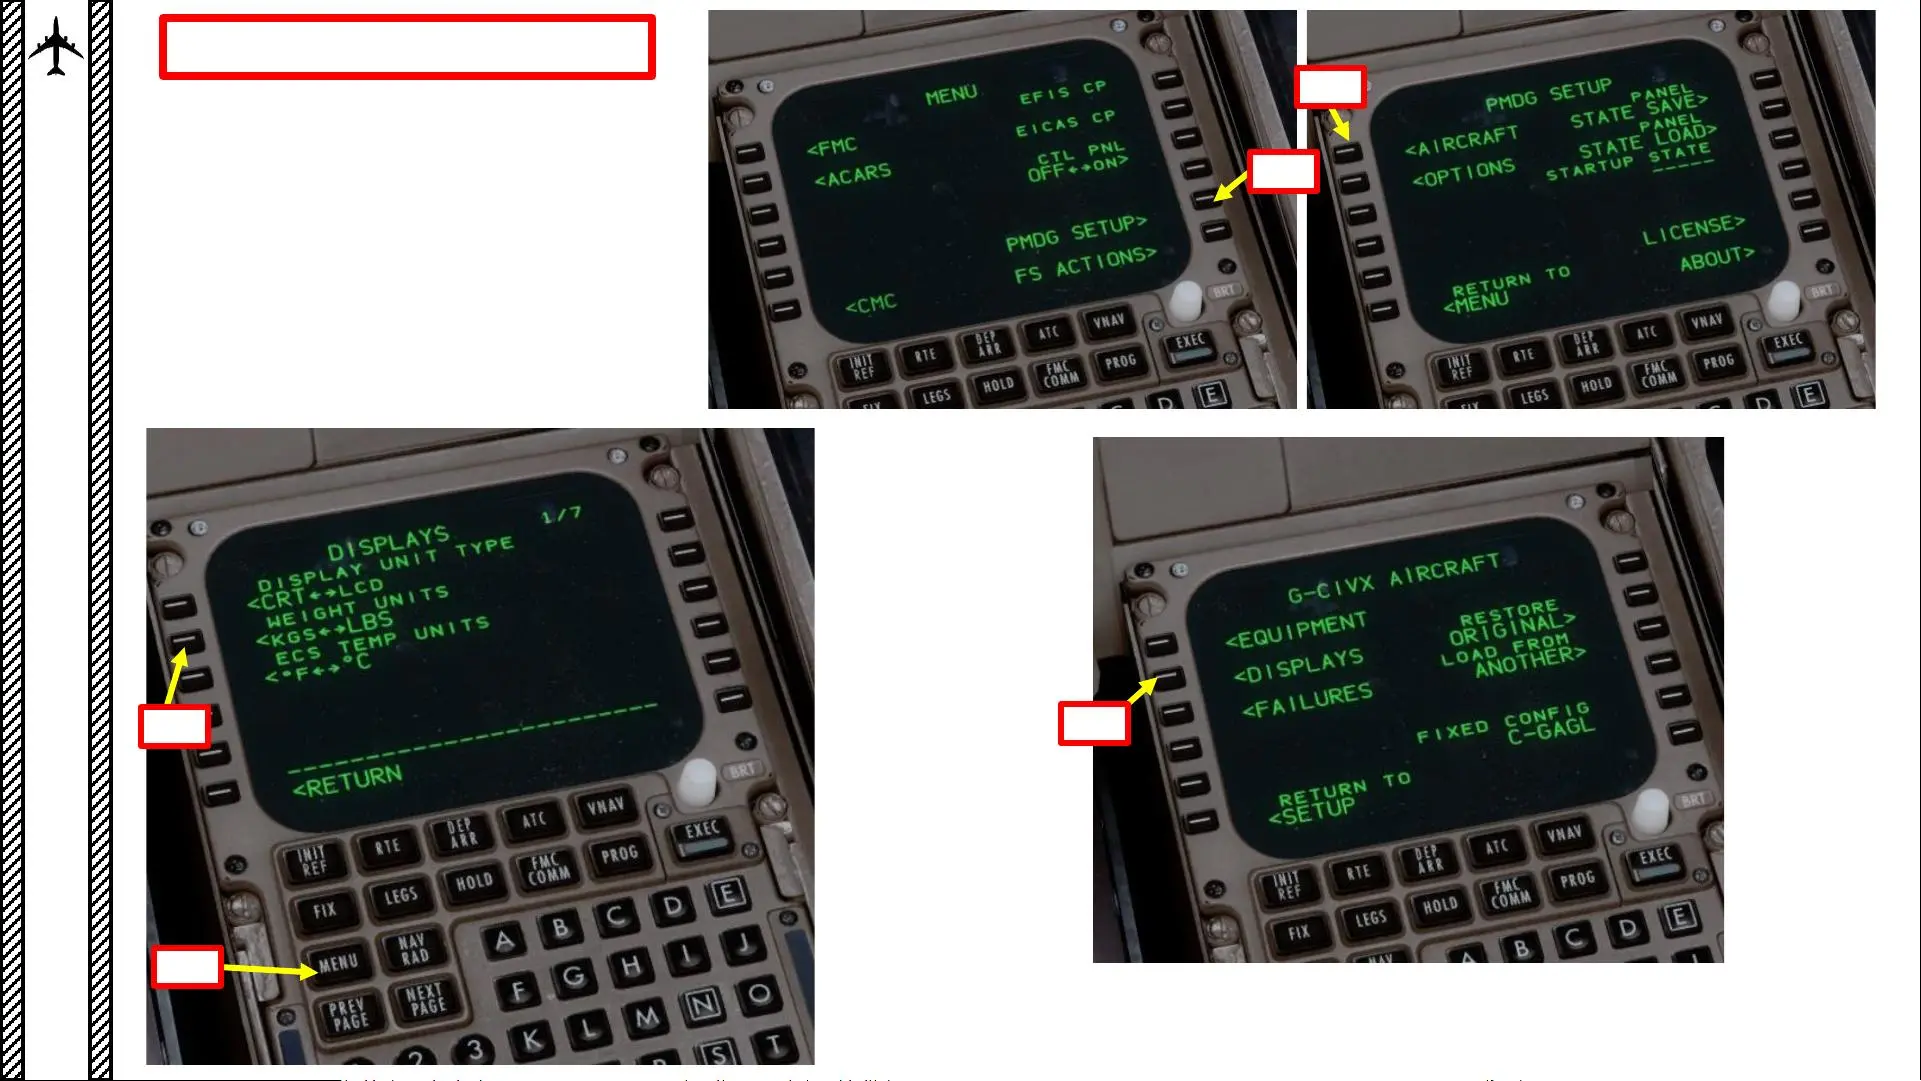 MENU
EFIS CP
EICAS CP
<FMC
CTL PNL
<ACARS
OFF←→ON>
PMDG SETUP>
FS ACTIONS>
<CMC
BRT
INIT REF
RTE
DEP ARR
ATC
VNAV
EXEC
LEGS
HOLD
FMC COMM
PROG
E
PMDG SETUP
PANEL
STATE SAVE>
<AIRCRAFT
PANEL
STATE LOAD>
<OPTIONS
STARTUP STATE
-----
LICENSE>
ABOUT>
RETURN TO
<MENU
BRT
INIT REF
RTE
DEP ARR
ATC
VNAV
EXEC
LEGS
HOLD
FMC COMM
PROG
E
DISPLAYS
1/7
DISPLAY UNIT TYPE
<CRT←→LCD
WEIGHT UNITS
<KGS←→LBS
ECS TEMP UNITS
<°F←→°C
------------------------
<RETURN
BRT
INIT REF
RTE
DEP ARR
ATC
VNAV
EXEC
FIX
LEGS
HOLD
FMC COMM
PROG
MENU
NAV RAD
PREV PAGE
NEXT PAGE
A B C D E
F G H I J
K L M N O
2 3
S T
G-CIVX AIRCRAFT
<EQUIPMENT
RESTORE
ORIGINAL>
<DISPLAYS
LOAD FROM
ANOTHER>
<FAILURES
FIXED CONFIG
C-GAGL
RETURN TO
<SETUP
BRT
INIT REF
RTE
DEP ARR
ATC
VNAV
EXEC
FIX
LEGS
HOLD
FMC COMM
PROG
NAV
A B C D E